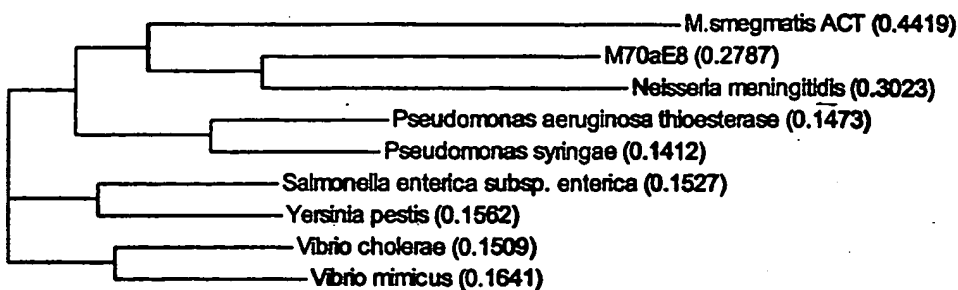 M.smegmatis ACT (0.4419)
M70aE8 (0.2787)
Neisseria meningitidis (0.3023)
Pseudomonas aeruginosa thioesterase (0.1473)
Pseudomonas syringae (0.1412)
Salmonella enterica subsp. enterica (0.1527)
Yersinia pestis (0.1562)
Vibrio cholerae (0.1509)
Vibrio mimicus (0.1641)